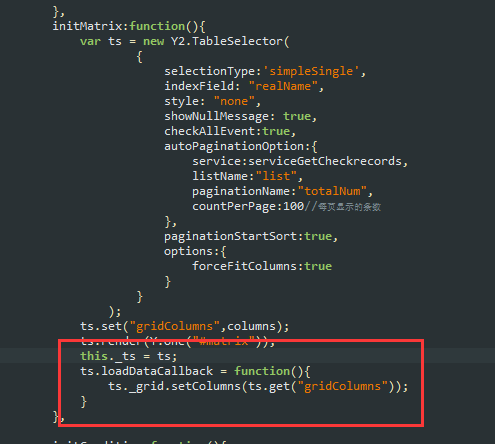 },
initMatrix:function(){
var ts = new Y2.TableSelector(
{
selectionType:'simpleSingle',
indexField: "realName",
style: "none",
showNullMessage: true,
checkAllEvent:true,
autoPaginationOption:{
service:serviceGetCheckrecords,
listName:"list",
paginationName:"totalNum",
countPerPage:100//每页显示的条数
},
paginationStartSort:true,
options:{
forceFitColumns:true
}
}
);
ts.set("gridColumns",columns);
ts.render(Y.one("#matrix"));
this._ts = ts;
ts.loadDataCallback = function(){
ts._grid.setColumns(ts.get("gridColumns"));
}
},